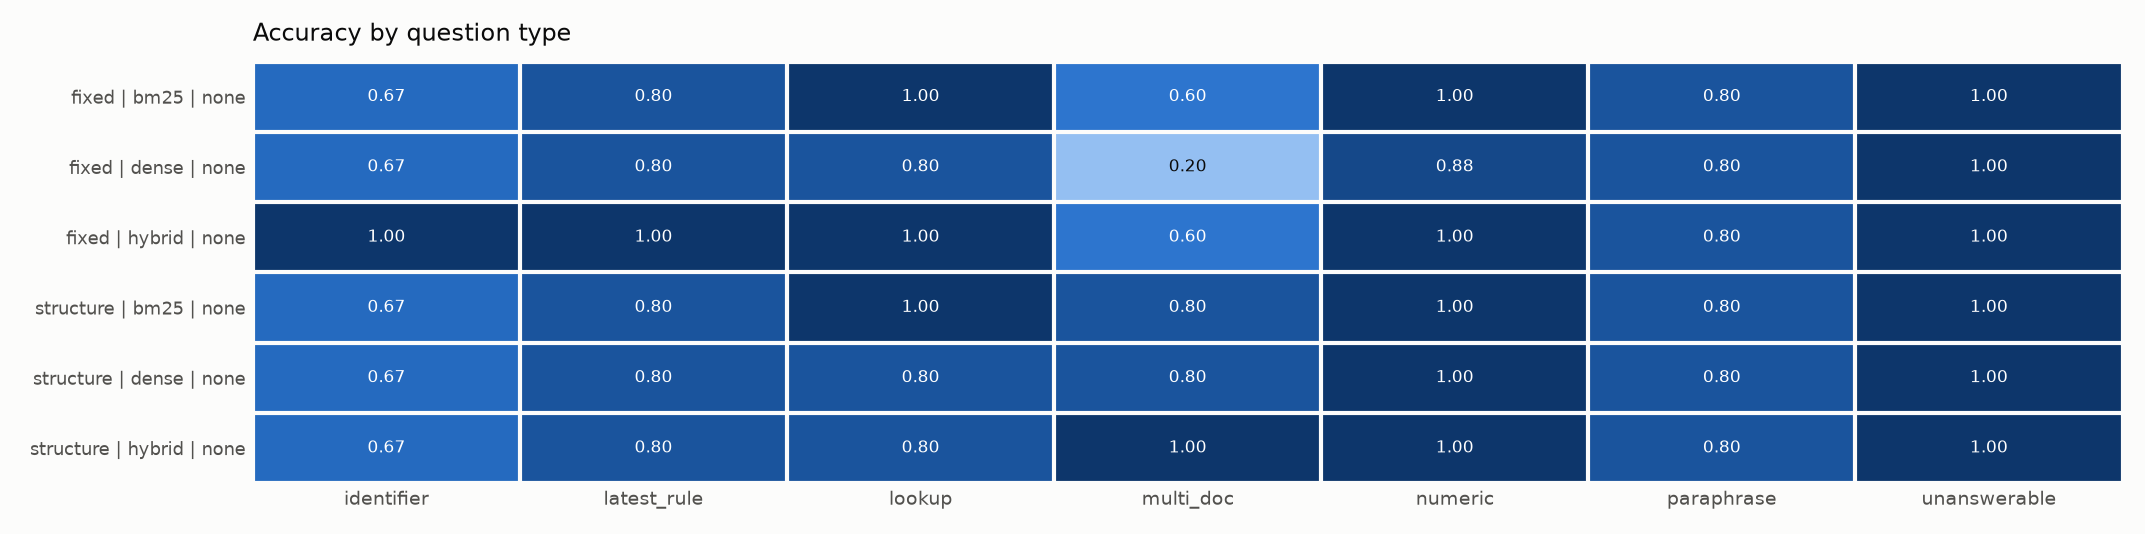 Accuracy by question type
fixed | bm25 | none 0.67 0.80 1.00 0.60 1.00 0.80 1.00
fixed | dense | none 0.67 0.80 0.80 0.20 0.88 0.80 1.00
fixed | hybrid | none 1.00 1.00 1.00 0.60 1.00 0.80 1.00
structure | bm25 | none 0.67 0.80 1.00 0.80 1.00 0.80 1.00
structure | dense | none 0.67 0.80 0.80 0.80 1.00 0.80 1.00
structure | hybrid | none 0.67 0.80 0.80 1.00 1.00 0.80 1.00
identifier latest_rule lookup multi_doc numeric paraphrase unanswerable